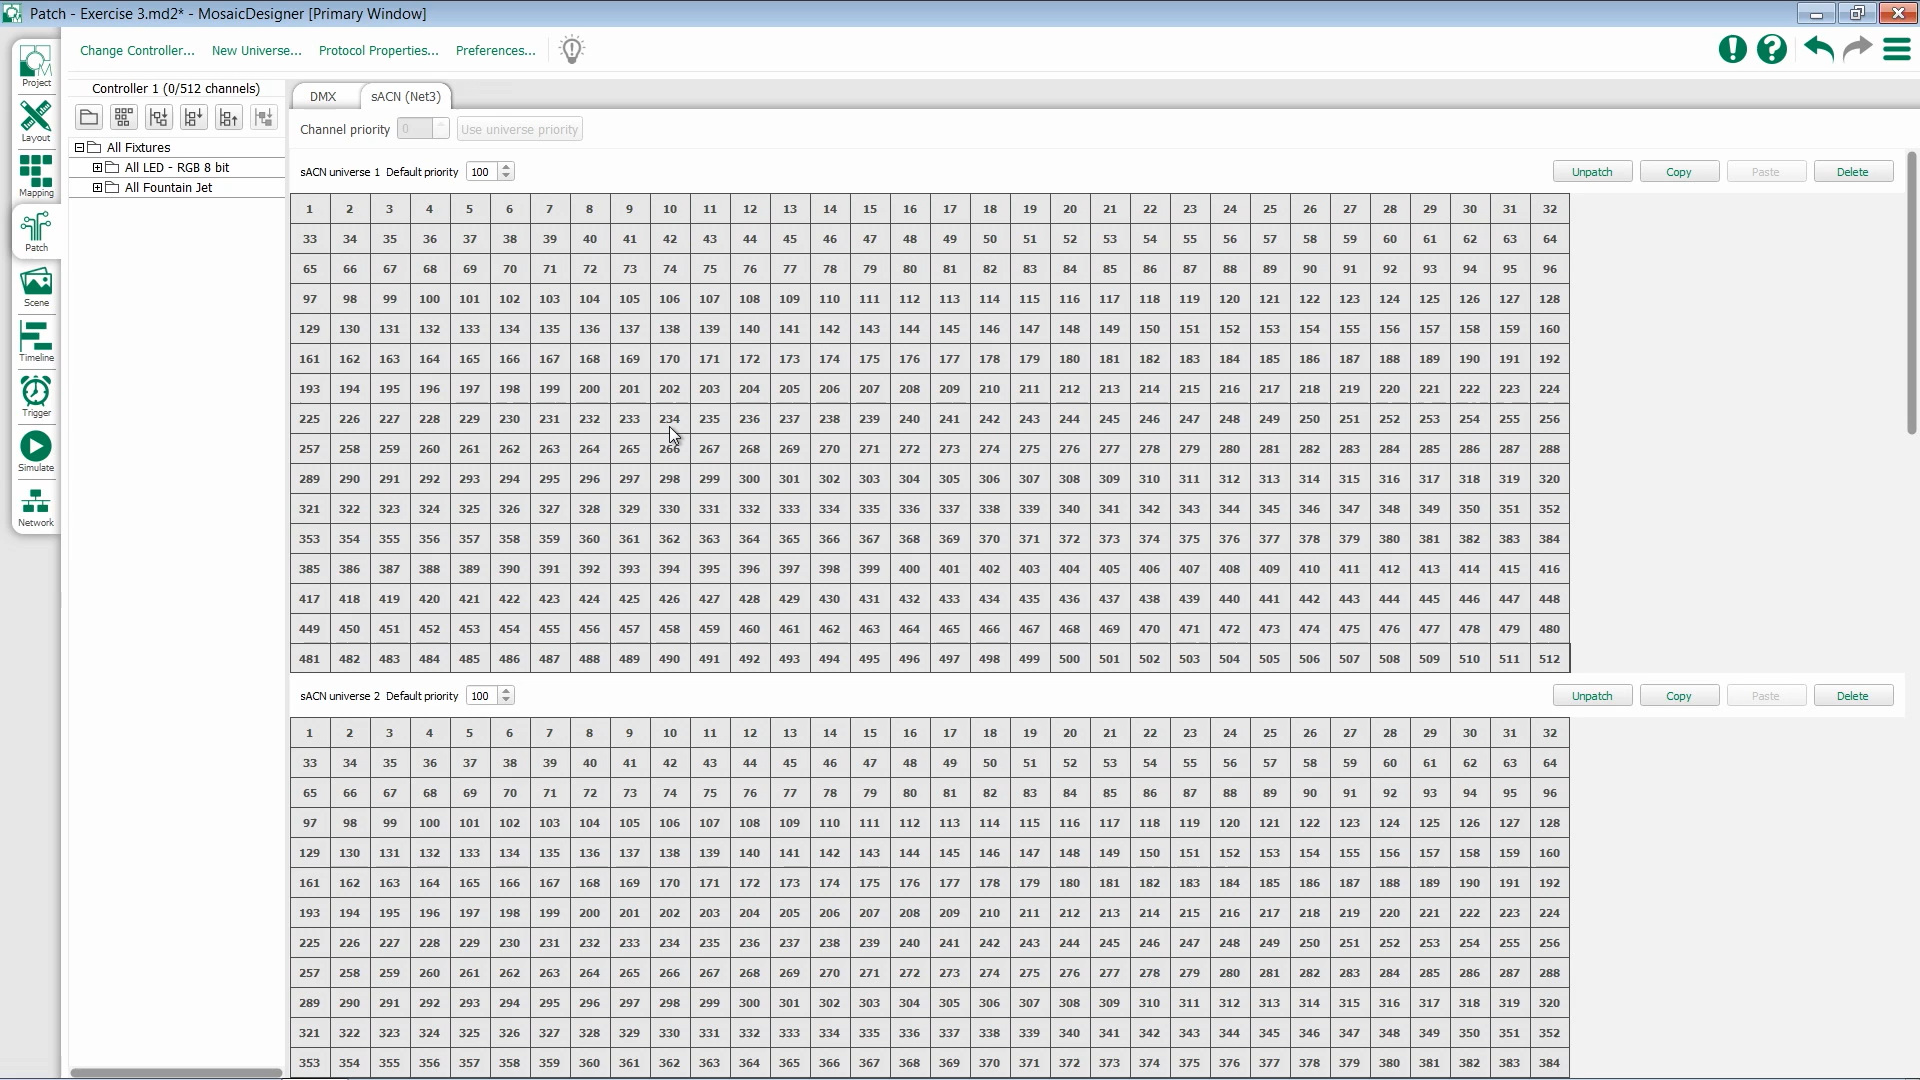 Patch - Exercise 3.md2* - MosaicDesigner [Primary Window]
Change Controller... New Universe... Protocol Properties... Preferences...
Project
Layout
Mapping
Patch
Scene
Timeline
Trigger
Simulate
Network
Controller 1 (0/512 channels)
All Fixtures
All LED - RGB 8 bit
All Fountain Jet
DMX sACN (Net3)
Channel priority 0 Use universe priority
sACN universe 1 Default priority 100 Unpatch Copy Paste Delete
1 2 3 4 5 6 7 8 9 10 11 12 13 14 15 16 17 18 19 20 21 22 23 24 25 26 27 28 29 30 31 32
33 34 35 36 37 38 39 40 41 42 43 44 45 46 47 48 49 50 51 52 53 54 55 56 57 58 59 60 61 62 63 64
65 66 67 68 69 70 71 72 73 74 75 76 77 78 79 80 81 82 83 84 85 86 87 88 89 90 91 92 93 94 95 96
97 98 99 100 101 102 103 104 105 106 107 108 109 110 111 112 113 114 115 116 117 118 119 120 121 122 123 124 125 126 127 128
129 130 131 132 133 134 135 136 137 138 139 140 141 142 143 144 145 146 147 148 149 150 151 152 153 154 155 156 157 158 159 160
161 162 163 164 165 166 167 168 169 170 171 172 173 174 175 176 177 178 179 180 181 182 183 184 185 186 187 188 189 190 191 192
193 194 195 196 197 198 199 200 201 202 203 204 205 206 207 208 209 210 211 212 213 214 215 216 217 218 219 220 221 222 223 224
225 226 227 228 229 230 231 232 233 234 235 236 237 238 239 240 241 242 243 244 245 246 247 248 249 250 251 252 253 254 255 256
257 258 259 260 261 262 263 264 265 266 267 268 269 270 271 272 273 274 275 276 277 278 279 280 281 282 283 284 285 286 287 288
289 290 291 292 293 294 295 296 297 298 299 300 301 302 303 304 305 306 307 308 309 310 311 312 313 314 315 316 317 318 319 320
321 322 323 324 325 326 327 328 329 330 331 332 333 334 335 336 337 338 339 340 341 342 343 344 345 346 347 348 349 350 351 352
353 354 355 356 357 358 359 360 361 362 363 364 365 366 367 368 369 370 371 372 373 374 375 376 377 378 379 380 381 382 383 384
385 386 387 388 389 390 391 392 393 394 395 396 397 398 399 400 401 402 403 404 405 406 407 408 409 410 411 412 413 414 415 416
417 418 419 420 421 422 423 424 425 426 427 428 429 430 431 432 433 434 435 436 437 438 439 440 441 442 443 444 445 446 447 448
449 450 451 452 453 454 455 456 457 458 459 460 461 462 463 464 465 466 467 468 469 470 471 472 473 474 475 476 477 478 479 480
481 482 483 484 485 486 487 488 489 490 491 492 493 494 495 496 497 498 499 500 501 502 503 504 505 506 507 508 509 510 511 512
sACN universe 2 Default priority 100 Unpatch Copy Paste Delete
1 2 3 4 5 6 7 8 9 10 11 12 13 14 15 16 17 18 19 20 21 22 23 24 25 26 27 28 29 30 31 32
33 34 35 36 37 38 39 40 41 42 43 44 45 46 47 48 49 50 51 52 53 54 55 56 57 58 59 60 61 62 63 64
65 66 67 68 69 70 71 72 73 74 75 76 77 78 79 80 81 82 83 84 85 86 87 88 89 90 91 92 93 94 95 96
97 98 99 100 101 102 103 104 105 106 107 108 109 110 111 112 113 114 115 116 117 118 119 120 121 122 123 124 125 126 127 128
129 130 131 132 133 134 135 136 137 138 139 140 141 142 143 144 145 146 147 148 149 150 151 152 153 154 155 156 157 158 159 160
161 162 163 164 165 166 167 168 169 170 171 172 173 174 175 176 177 178 179 180 181 182 183 184 185 186 187 188 189 190 191 192
193 194 195 196 197 198 199 200 201 202 203 204 205 206 207 208 209 210 211 212 213 214 215 216 217 218 219 220 221 222 223 224
225 226 227 228 229 230 231 232 233 234 235 236 237 238 239 240 241 242 243 244 245 246 247 248 249 250 251 252 253 254 255 256
257 258 259 260 261 262 263 264 265 266 267 268 269 270 271 272 273 274 275 276 277 278 279 280 281 282 283 284 285 286 287 288
289 290 291 292 293 294 295 296 297 298 299 300 301 302 303 304 305 306 307 308 309 310 311 312 313 314 315 316 317 318 319 320
321 322 323 324 325 326 327 328 329 330 331 332 333 334 335 336 337 338 339 340 341 342 343 344 345 346 347 348 349 350 351 352
353 354 355 356 357 358 359 360 361 362 363 364 365 366 367 368 369 370 371 372 373 374 375 376 377 378 379 380 381 382 383 384